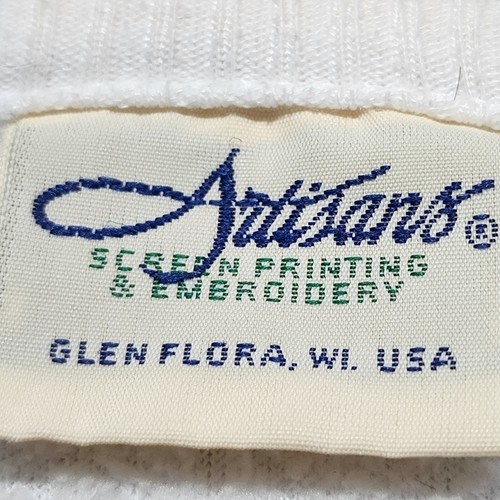 Artisans®
SCREEN PRINTING
& EMBROIDERY
GLEN FLORA, WI. USA